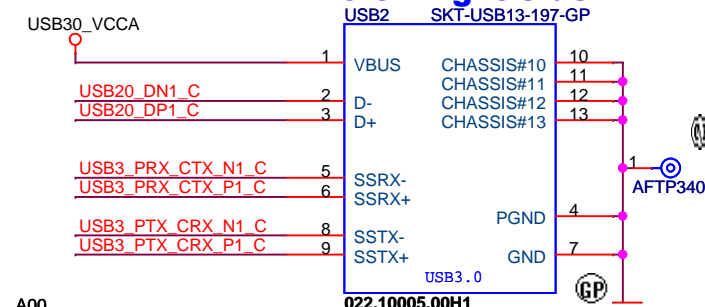 USB2 SKT-USB13-197-GP
USB30_VCCA
1 VBUS CHASSIS#10 10
CHASSIS#11 11
USB20_DN1_C 2 D- CHASSIS#12 12
USB20_DP1_C 3 D+ CHASSIS#13 13
USB3_PRX_CTX_N1_C 5 SSRX-
USB3_PRX_CTX_P1_C 6 SSRX+
1 AFTP340
PGND 4
USB3_PTX_CRX_N1_C 8 SSTX-
USB3_PTX_CRX_P1_C 9 SSTX+ GND 7
USB3.0
GP
A00
022.10005.00H1